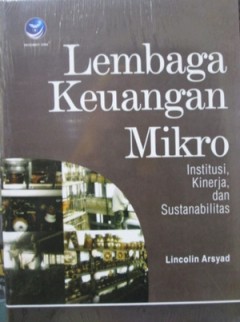 Lembaga
Keuangan
Mikro
Institusi,
Kinerja,
dan
Sustanabilitas
Lincolin Arsyad